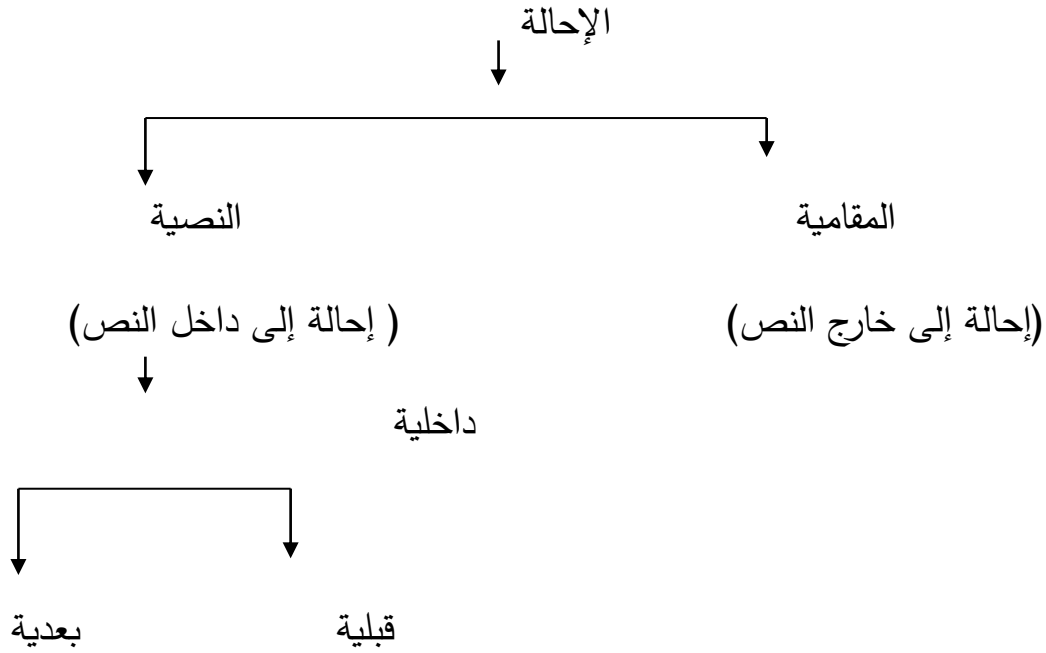 الإحالة
المقامية النصية
(إحالة إلى خارج النص) ( إحالة إلى داخل النص)
داخلية
قبلية بعدية